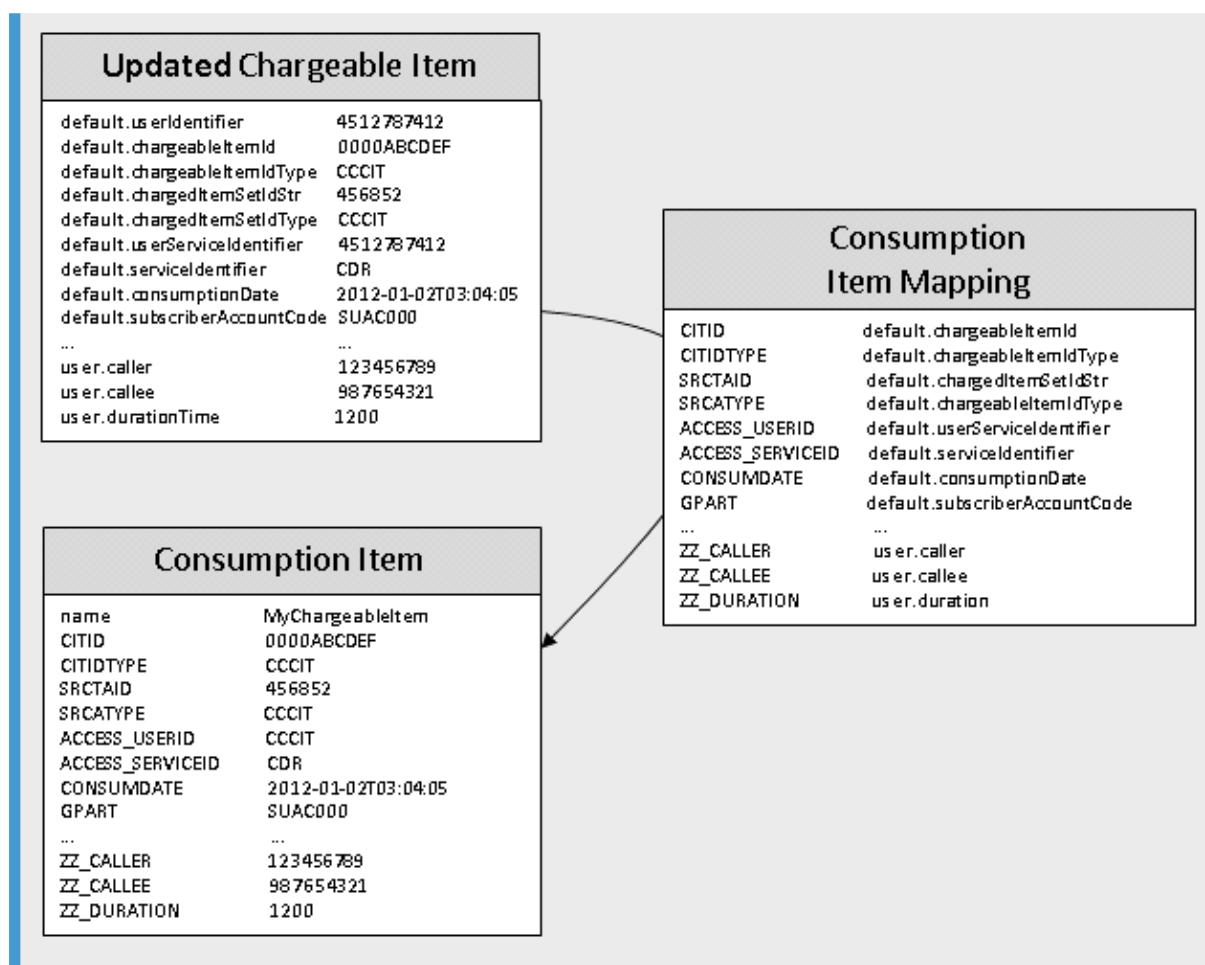 Updated Chargeable Item
default.userIdentifier 4512787412
default.chargeableItemId 0000ABCDEF
default.chargeableItemIdType CCCIT
default.chargedItemSetIdStr 456852
default.chargedItemSetIdType CCCIT
default.userServiceIdentifier 4512787412
default.serviceIdentifier CDR
default.consumptionDate 2012-01-02T03:04:05
default.subscriberAccountCode SUAC000
... ...
user.caller 123456789
user.callee 987654321
user.durationTime 1200
Consumption
Item Mapping
CITID default.chargeableItemId
CITIDTYPE default.chargeableItemIdType
SRCTAID default.chargedItemSetIdStr
SRCATYPE default.chargeableItemIdType
ACCESS_USERID default.userServiceIdentifier
ACCESS_SERVICEID default.serviceIdentifier
CONSUMDATE default.consumptionDate
GPART default.subscriberAccountCode
... ...
ZZ_CALLER user.caller
ZZ_CALLEE user.callee
ZZ_DURATION user.duration
Consumption Item
name MyChargeableItem
CITID 0000ABCDEF
CITIDTYPE CCCIT
SRCTAID 456852
SRCATYPE CCCIT
ACCESS_USERID CCCIT
ACCESS_SERVICEID CDR
CONSUMDATE 2012-01-02T03:04:05
GPART SUAC000
... ...
ZZ_CALLER 123456789
ZZ_CALLEE 987654321
ZZ_DURATION 1200